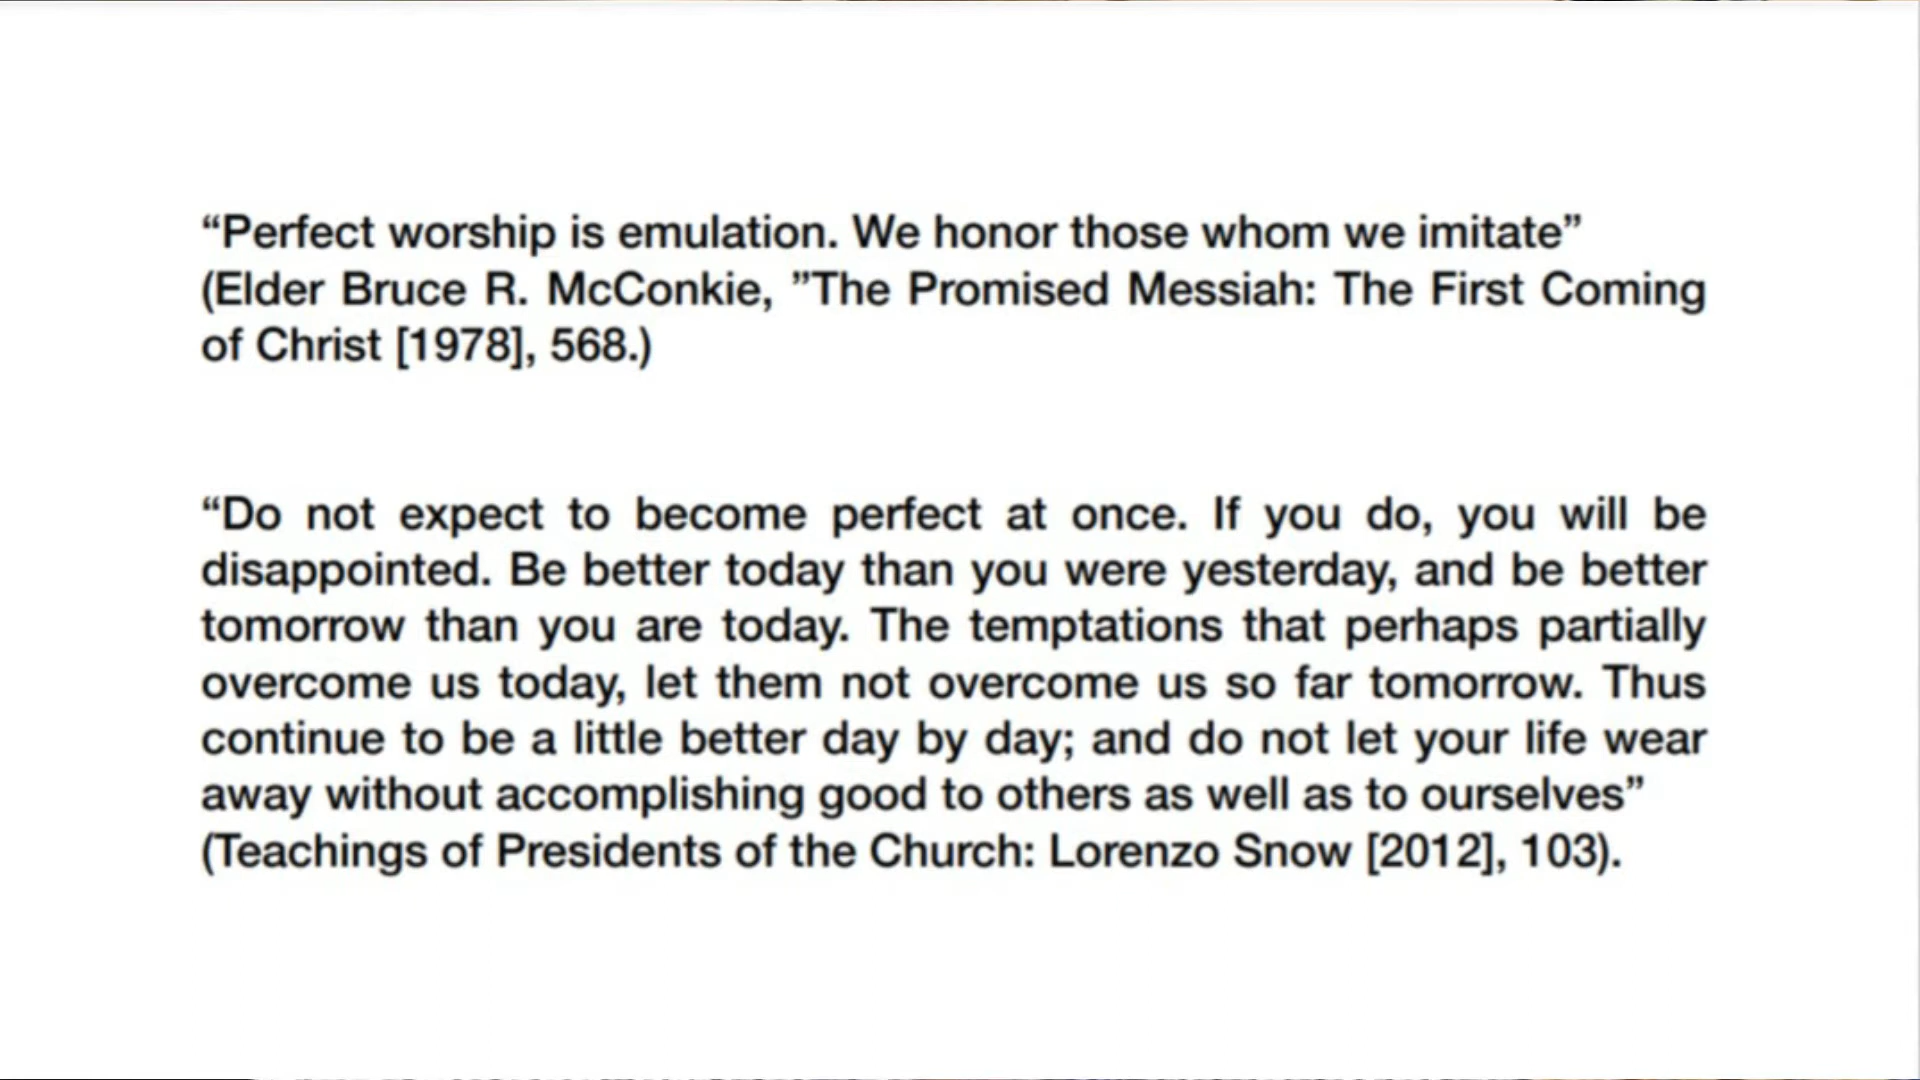 “Perfect worship is emulation. We honor those whom we imitate”
(Elder Bruce R. McConkie, ”The Promised Messiah: The First Coming
of Christ [1978], 568.)
“Do not expect to become perfect at once. If you do, you will be
disappointed. Be better today than you were yesterday, and be better
tomorrow than you are today. The temptations that perhaps partially
overcome us today, let them not overcome us so far tomorrow. Thus
continue to be a little better day by day; and do not let your life wear
away without accomplishing good to others as well as to ourselves”
(Teachings of Presidents of the Church: Lorenzo Snow [2012], 103).